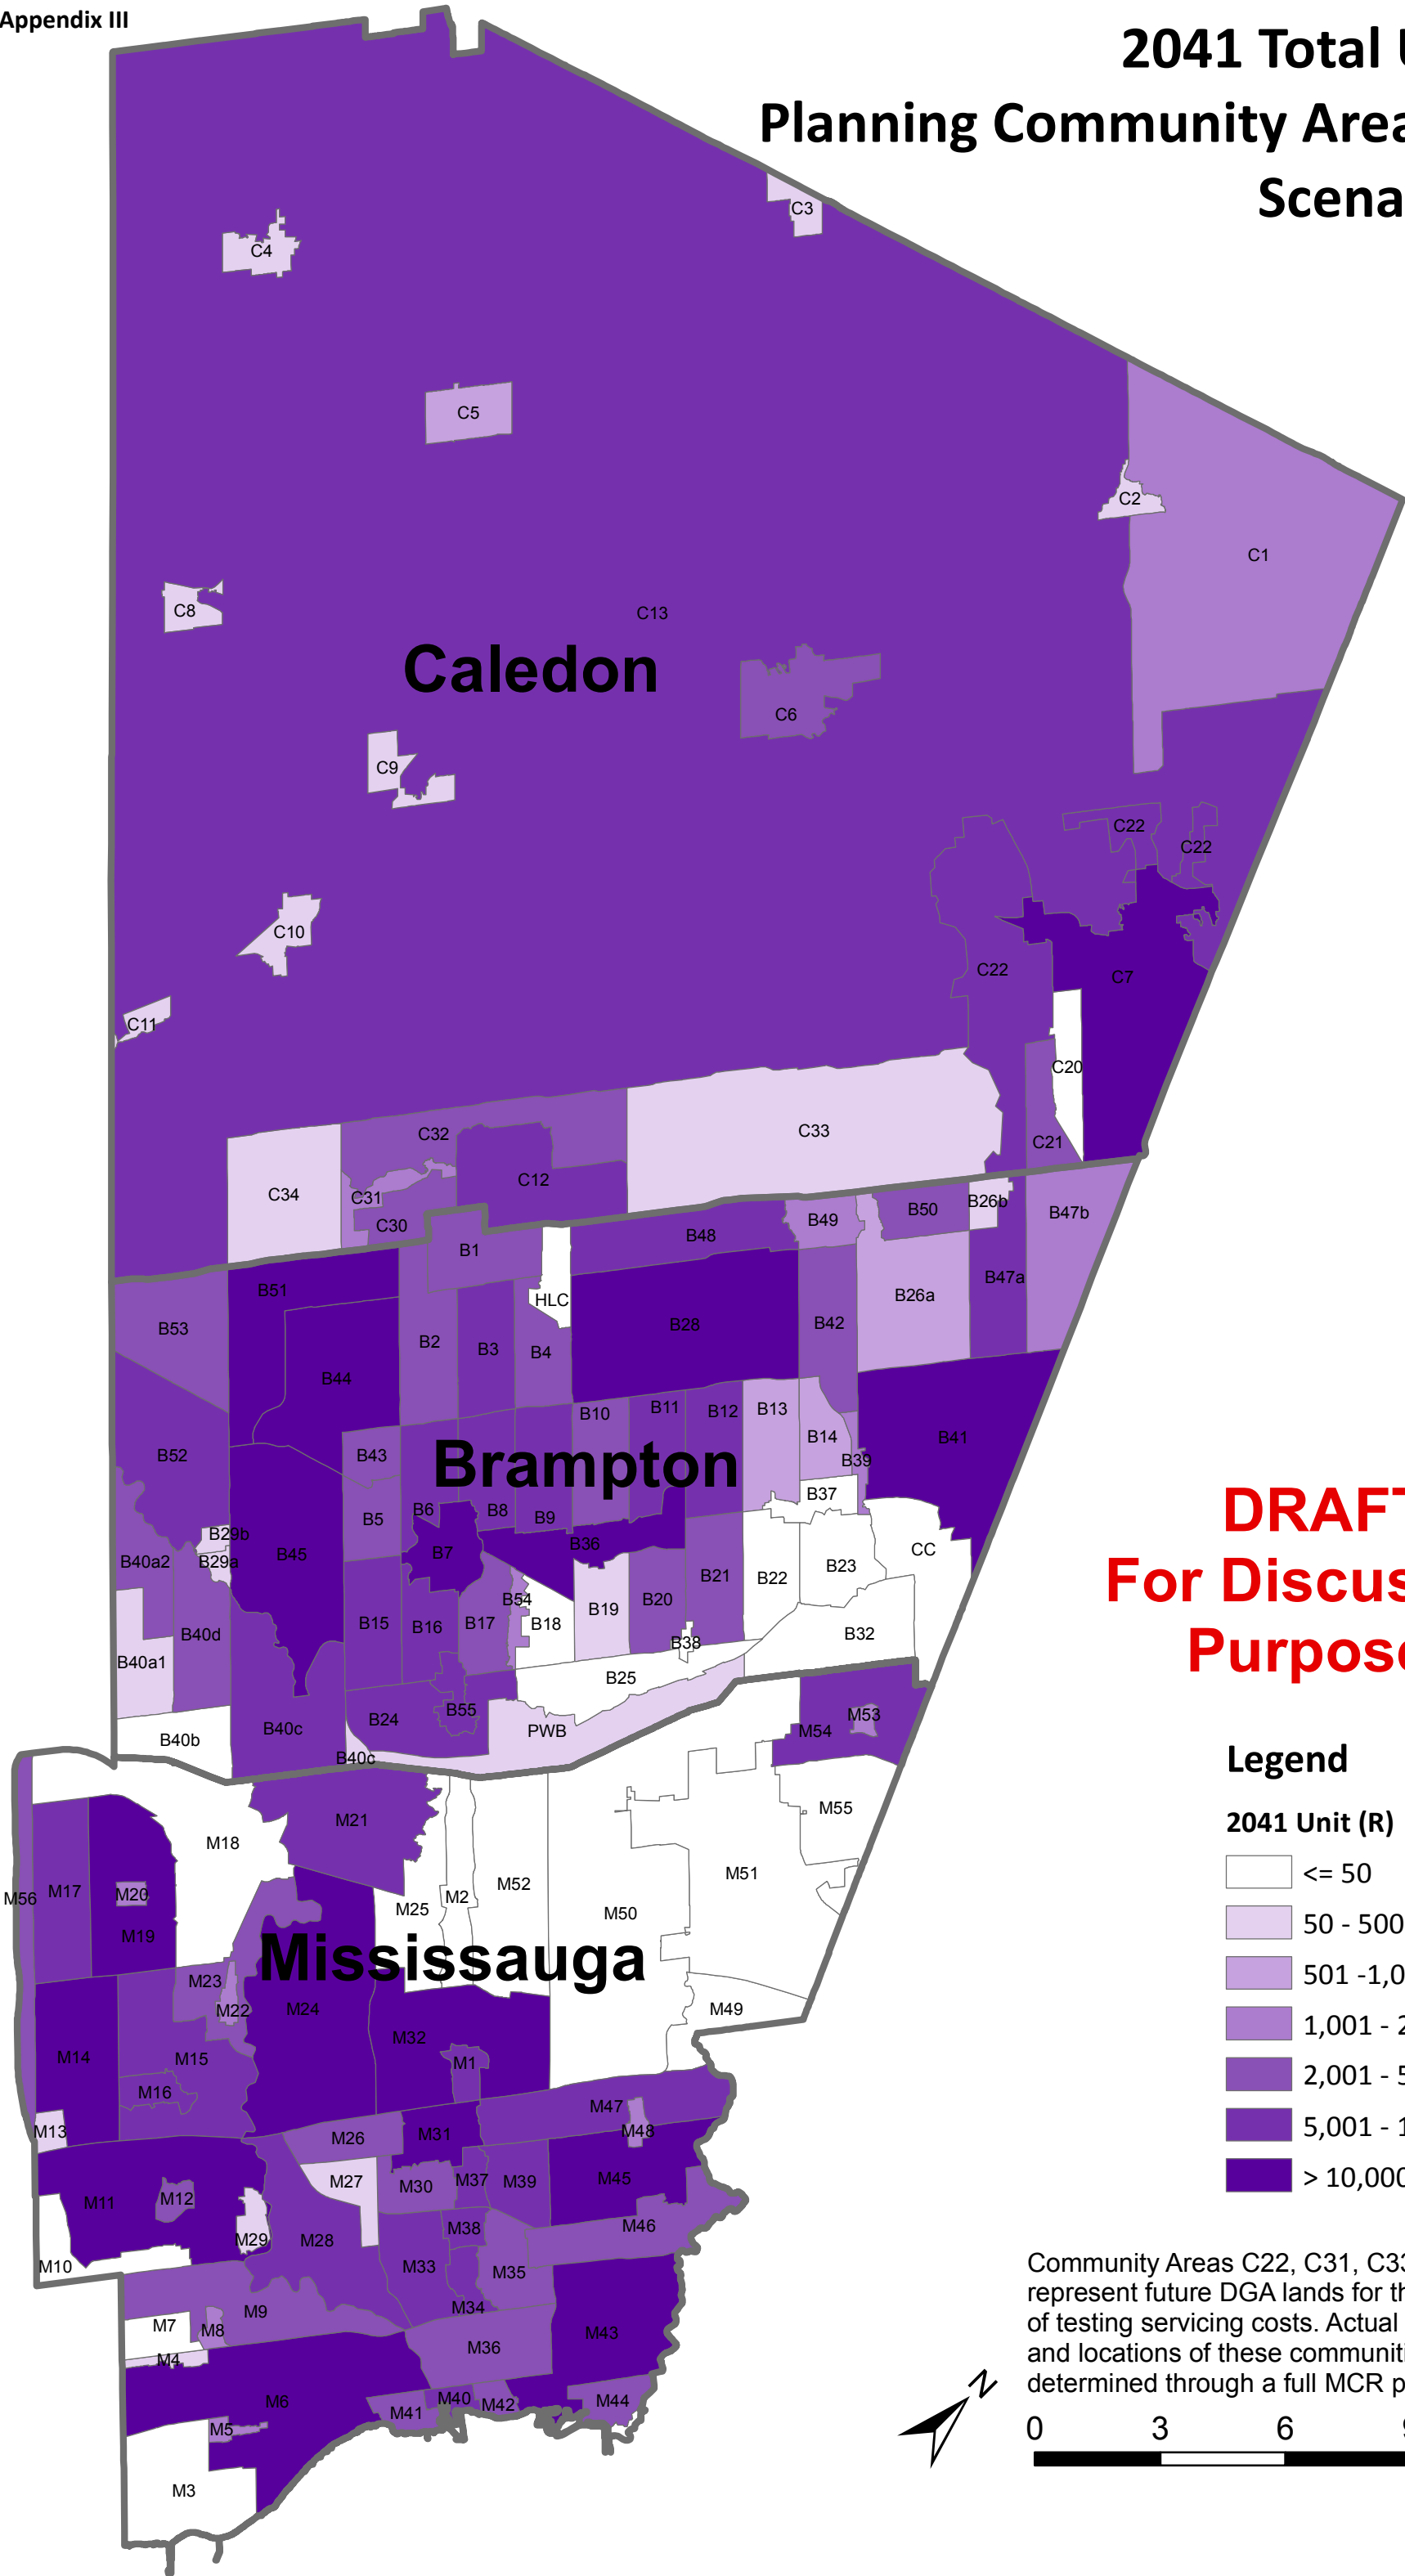 Appendix III
2041 Total U
Planning Community Area
Scena
C3
C4
C5
C2
C1
C8
C13
Caledon
C6
C9
C22
C22
C10
C22
C7
C11
C20
C33
C32
C21
C12
C34
C31
C30
B26b
B50
B47b
B49
B48
B1
B47a
B51
B26a
HLC
B53
B28
B42
B2
B3
B4
B44
B13
B11
B12
B10
B14
B41
B52
B43
Brampton
B39
B37
B6
B8
B9
B5
B29b
B36
CC
B45
B7
B40a2
B29a
B23
B21
B22
B54
B20
B19
B15
B16
B17
B18
B40d
B32
B38
B40a1
B25
B55
B24
B40c
PWB
B40b
B40c
M53
M54
M55
M21
M18
M51
M52
M17
M20
M56
M2
M25
M50
M19
Mississauga
M23
M22
M24
M49
M32
M14
M15
M1
M16
M47
M13
M48
M31
M26
M27
M30
M37
M39
M45
M12
M11
M46
M38
M29
M28
M10
M33
M35
M34
M9
M7
M8
M43
M36
M4
M6
M40
M42
M44
M41
M5
M3
DRAFT
For Discus
Purpose
Legend
2041 Unit (R)
<= 50
50 - 500
501 -1,0
1,001 - 2
2,001 - 5
5,001 - 1
> 10,000
Community Areas C22, C31, C33
represent future DGA lands for th
of testing servicing costs. Actual
and locations of these communiti
determined through a full MCR p
N
0 3 6 9